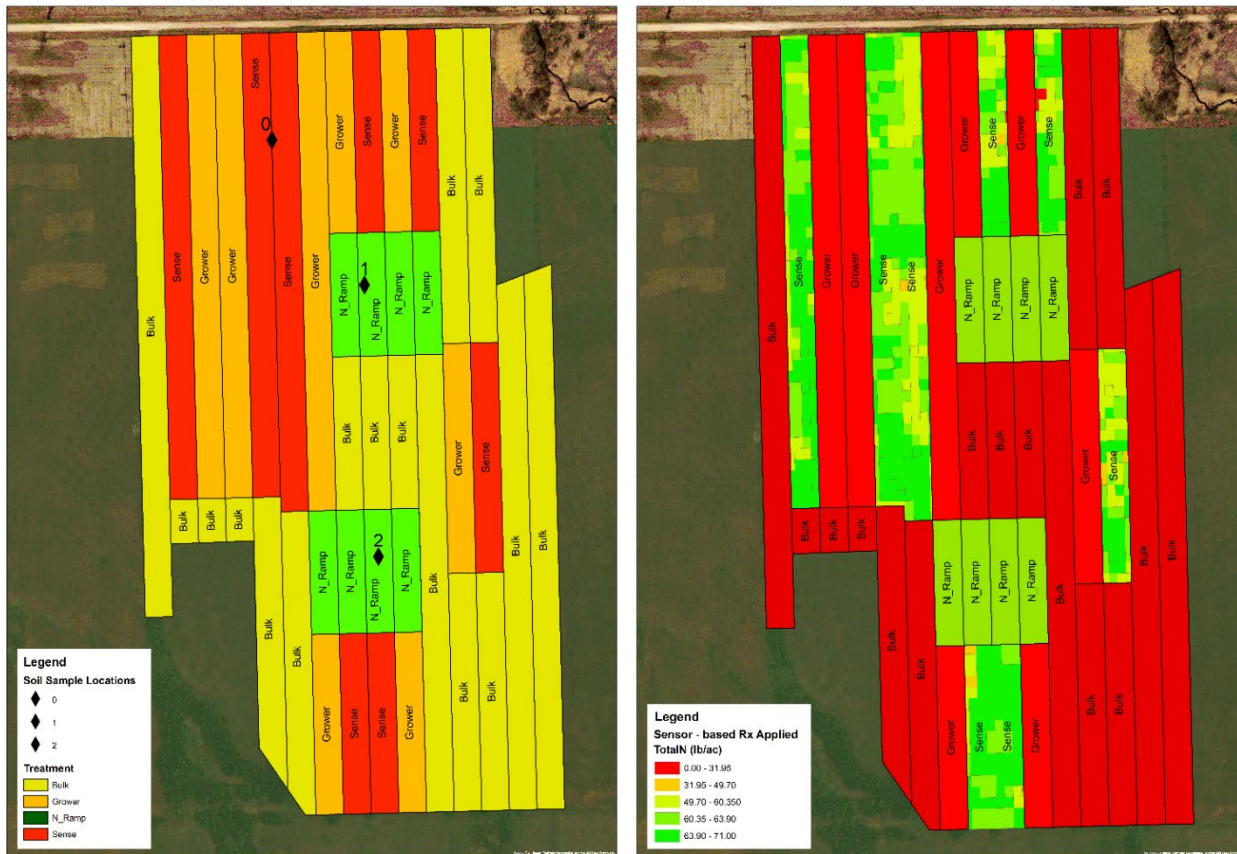 Sense
0
Grower
Sense
Grower
Sense
Bulk
Bulk
Sense
Grower
Grower
Sense
Grower
1
N_Ramp
N_Ramp
N_Ramp
N_Ramp
Bulk
Bulk
Bulk
Bulk
Grower
Sense
Bulk
Bulk
Bulk
Bulk
Bulk
2
N_Ramp
N_Ramp
N_Ramp
N_Ramp
Bulk
Bulk
Bulk
Grower
Sense
Sense
Grower
Bulk
Bulk
Legend
Soil Sample Locations
0
1
2
Treatment
Bulk
Grower
N_Ramp
Sense
Grower
Sense
Grower
Sense
Bulk
Bulk
Sense
Grower
Grower
Sense
Sense
Grower
N_Ramp
N_Ramp
N_Ramp
N_Ramp
Bulk
Bulk
Bulk
Bulk
Grower
Sense
Bulk
Bulk
Bulk
Bulk
Bulk
N_Ramp
N_Ramp
N_Ramp
N_Ramp
Bulk
Bulk
Bulk
Grower
Sense
Sense
Grower
Bulk
Bulk
Legend
Sensor - based Rx Applied
TotalN (lb/ac)
0.00 - 31.95
31.95 - 49.70
49.70 - 60.350
60.35 - 63.90
63.90 - 71.00